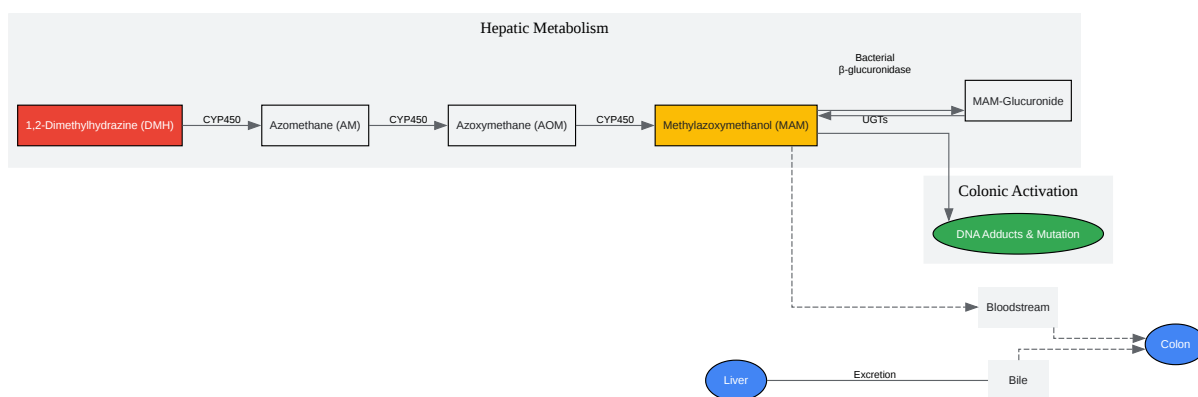 Hepatic Metabolism
Bacterial
β-glucuronidase
MAM-Glucuronide
1,2-Dimethylhydrazine (DMH)
CYP450
Azomethane (AM)
CYP450
Azoxymethane (AOM)
CYP450
Methylazoxymethanol (MAM)
UGTs
Colonic Activation
DNA Adducts & Mutation
Bloodstream
Colon
Liver
Excretion
Bile